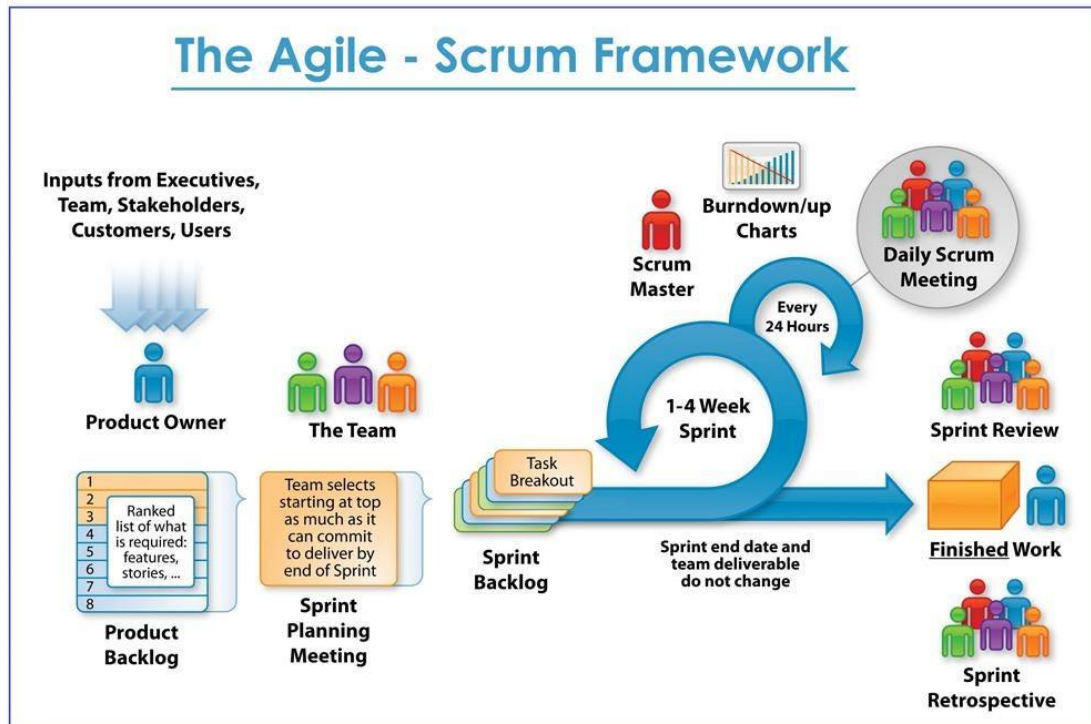 The Agile - Scrum Framework
Inputs from Executives,
Team, Stakeholders,
Customers, Users
Product Owner
The Team
1
2
3
4
5
6
7
8
Ranked
list of what
is required:
features,
stories, ...
Product
Backlog
Team selects
starting at top
as much as it
can commit
to deliver by
end of Sprint
Sprint
Planning
Meeting
Task
Breakout
Sprint
Backlog
Scrum
Master
Burndown/up
Charts
Every
24 Hours
Daily Scrum
Meeting
1-4 Week
Sprint
Sprint end date and
team deliverable
do not change
Sprint Review
Finished Work
Sprint
Retrospective